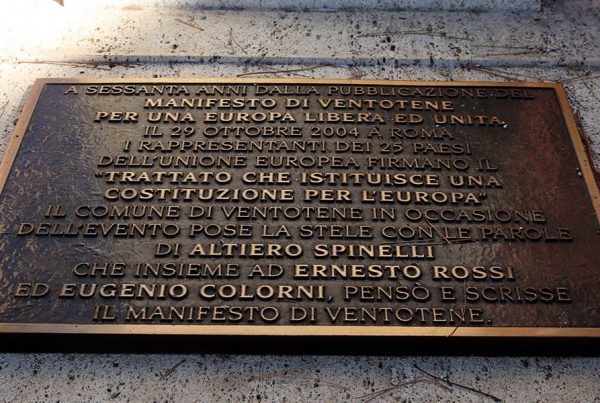 A SESSANTA ANNI DALLA PUBBLICAZIONE DEL
MANIFESTO DI VENTOTENE
PER UNA EUROPA LIBERA ED UNITA,
IL 29 OTTOBRE 2004 A ROMA
I RAPPRESENTANTI DEI 25 PAESI
DELL'UNIONE EUROPEA FIRMANO IL
"TRATTATO CHE ISTITUISCE UNA
COSTITUZIONE PER L'EUROPA"
IL COMUNE DI VENTOTENE IN OCCASIONE
DELL'EVENTO POSE LA STELE CON LE PAROLE
DI ALTIERO SPINELLI
CHE INSIEME AD ERNESTO ROSSI
ED EUGENIO COLORNI, PENSÒ E SCRISSE
IL MANIFESTO DI VENTOTENE.